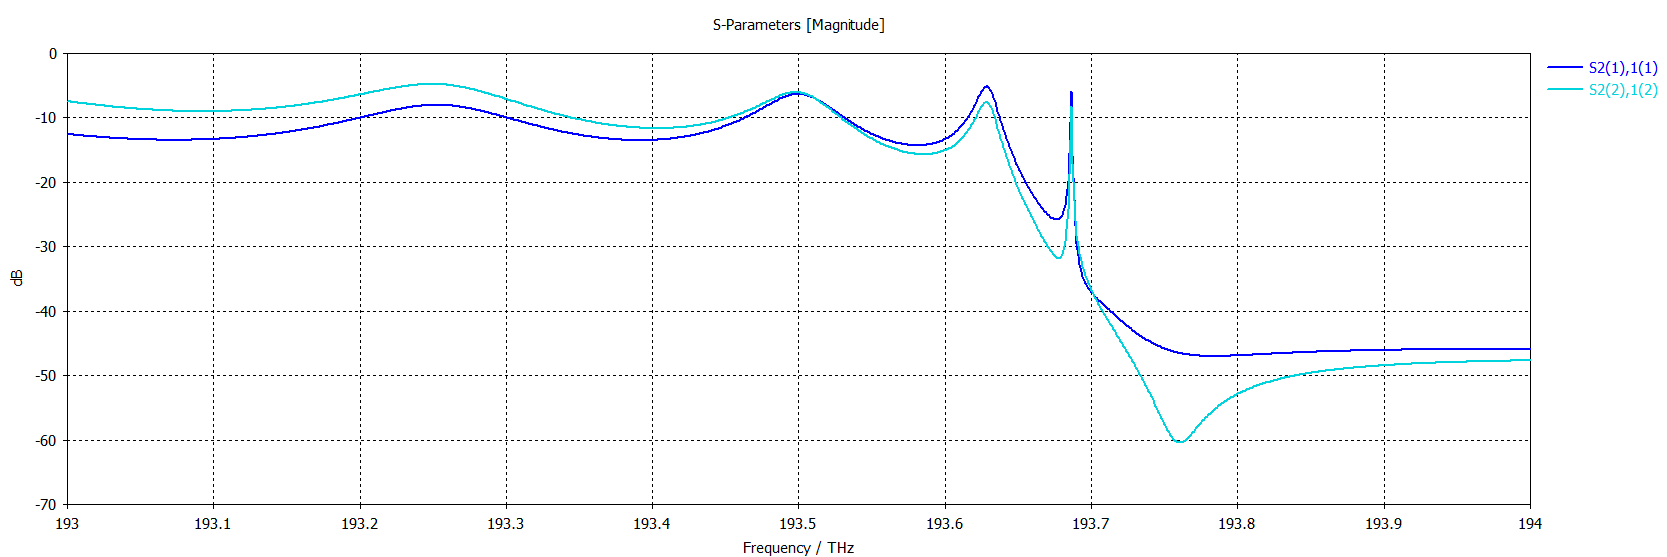 S-Parameters [Magnitude]
S2(1),1(1)
S2(2),1(2)
0
-10
-20
-30
-40
-50
-60
-70
dB
193 193.1 193.2 193.3 193.4 193.5 193.6 193.7 193.8 193.9 194
Frequency / THz